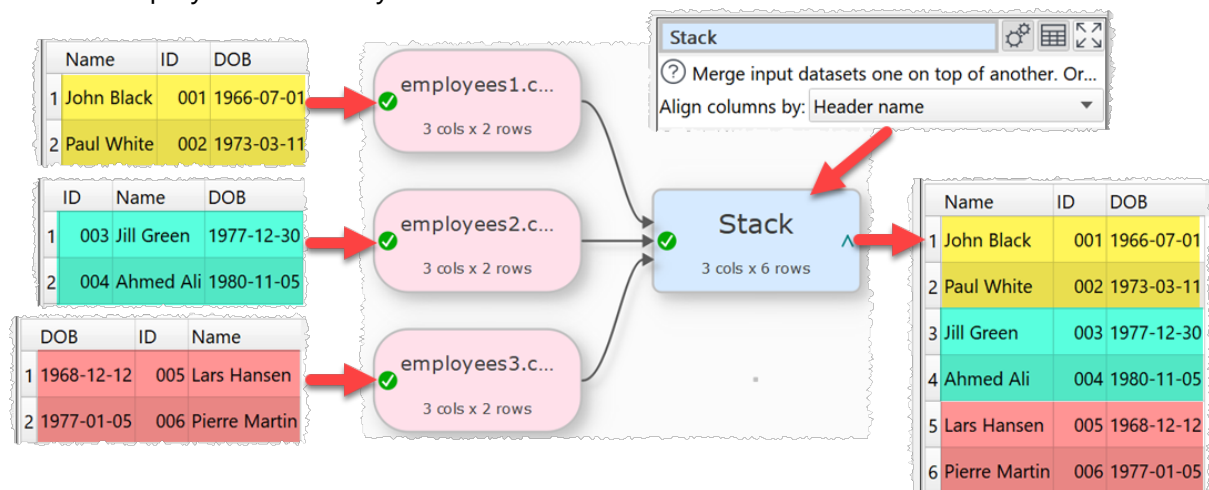 Stack
Merge input datasets one on top of another. Or...
Align columns by: Header name
Name ID DOB
1 John Black 001 1966-07-01
2 Paul White 002 1973-03-11
employees1.c...
3 cols x 2 rows
ID Name DOB
1 003 Jill Green 1977-12-30
2 004 Ahmed Ali 1980-11-05
employees2.c...
3 cols x 2 rows
DOB ID Name
1 1968-12-12 005 Lars Hansen
2 1977-01-05 006 Pierre Martin
employees3.c...
3 cols x 2 rows
Stack
3 cols x 6 rows
Name ID DOB
1 John Black 001 1966-07-01
2 Paul White 002 1973-03-11
3 Jill Green 003 1977-12-30
4 Ahmed Ali 004 1980-11-05
5 Lars Hansen 005 1968-12-12
6 Pierre Martin 006 1977-01-05